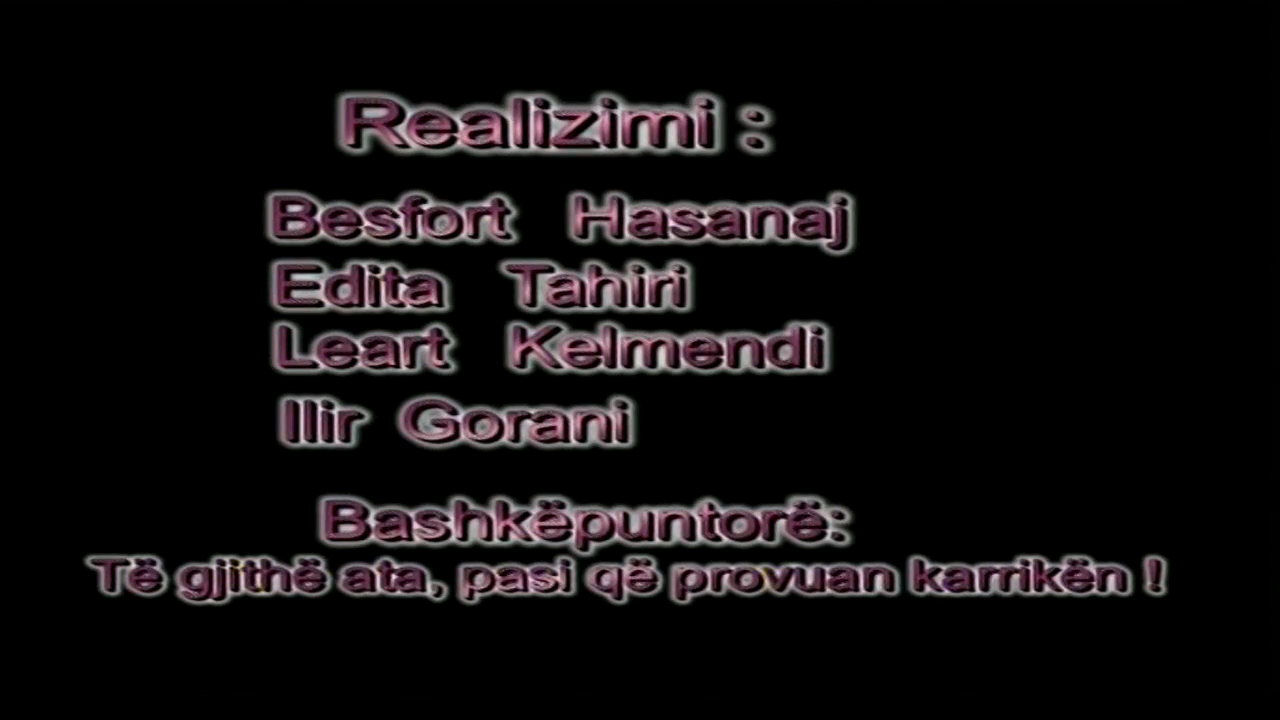 Realizimi :
Besfort Hasanaj
Edita Tahiri
Leart Kelmendi
Ilir Gorani
Bashkëpuntorë:
Të gjithë ata, pasi që provuan karrikën !